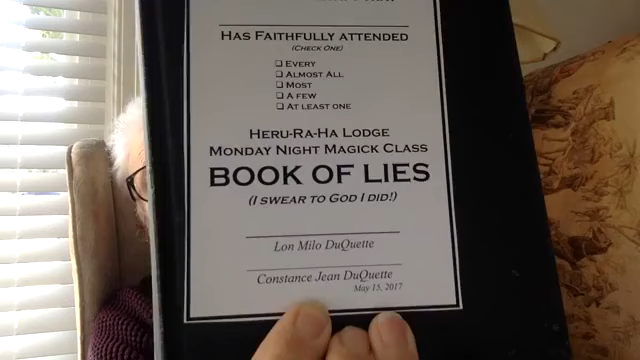 Has Faithfully attended
(Check One)
❑ Every
❑ Almost All
❑ Most
❑ A few
❑ At least one
Heru-Ra-Ha Lodge
Monday Night Magick Class
BOOK OF LIES
(I swear to God I did!)
Lon Milo DuQuette
Constance Jean DuQuette
May 15, 2017